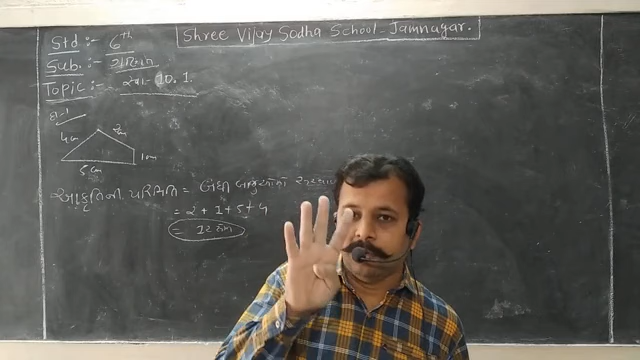 Shree Vijay Sodha School - Jamnagar.
Std :- 6th
Sub. :- ગણિત
Topic :- સ્વા- 10.1.
દા-1
4cm
2cm
1cm
5cm
આકૃતિની પરિમિતિ = બધી બાજુઓનો સરવા
= 2 + 1 + 5 + 4
= 12 સેમ